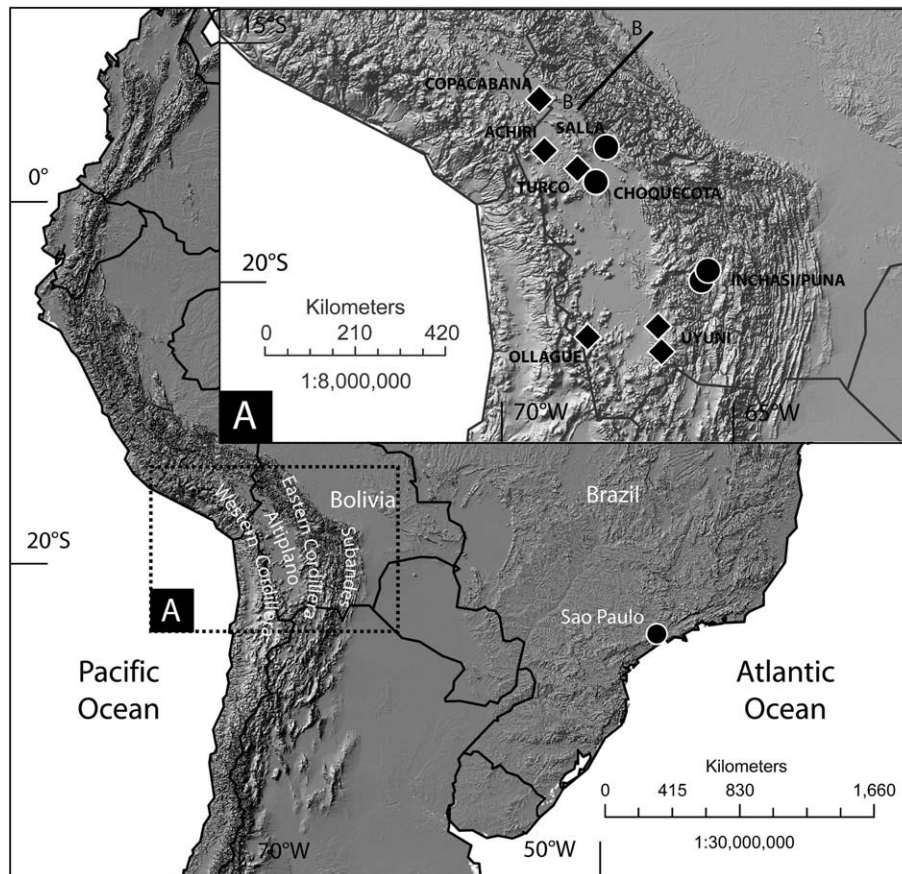 15°S
B
COPACABANA
B
ACHIRI
SALLA
TURCO
CHOQUECOTA
0°
20°S
INCHASI/PUNA
Kilometers
0 210 420
1:8,000,000
OLLAGUE
UYUNI
A
70°W
65°W
Bolivia
Brazil
Western Cordillera
Altiplano
Eastern Cordillera
Subandes
20°S
A
Sao Paulo
Pacific
Ocean
Atlantic
Ocean
Kilometers
0 415 830 1,660
1:30,000,000
70°W
50°W